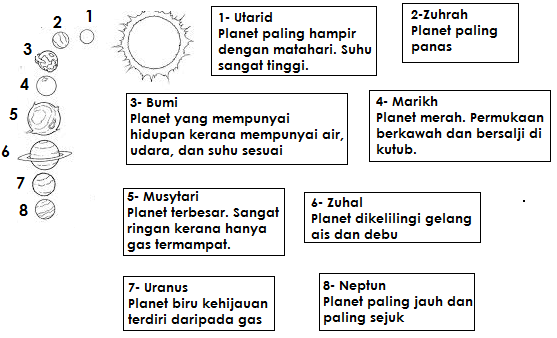 1
2
3
4
5
6
7
8
1- Utarid
Planet paling hampir
dengan matahari. Suhu
sangat tinggi.
2-Zuhrah
Planet paling
panas
3- Bumi
Planet yang mempunyai
hidupan kerana mempunyai air,
udara, dan suhu sesuai
4- Marikh
Planet merah. Permukaan
berkawah dan bersalji di
kutub.
5- Musytari
Planet terbesar. Sangat
ringan kerana hanya
gas termampat.
6- Zuhal
Planet dikelilingi gelang
ais dan debu
7- Uranus
Planet biru kehijauan
terdiri daripada gas
8- Neptun
Planet paling jauh dan
paling sejuk